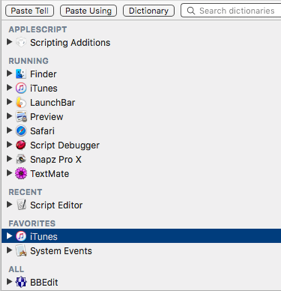 Paste Tell Paste Using Dictionary Search dictionaries
APPLESCRIPT
Scripting Additions
RUNNING
Finder
iTunes
LaunchBar
Preview
Safari
Script Debugger
Snapz Pro X
TextMate
RECENT
Script Editor
FAVORITES
iTunes
System Events
ALL
BBEdit